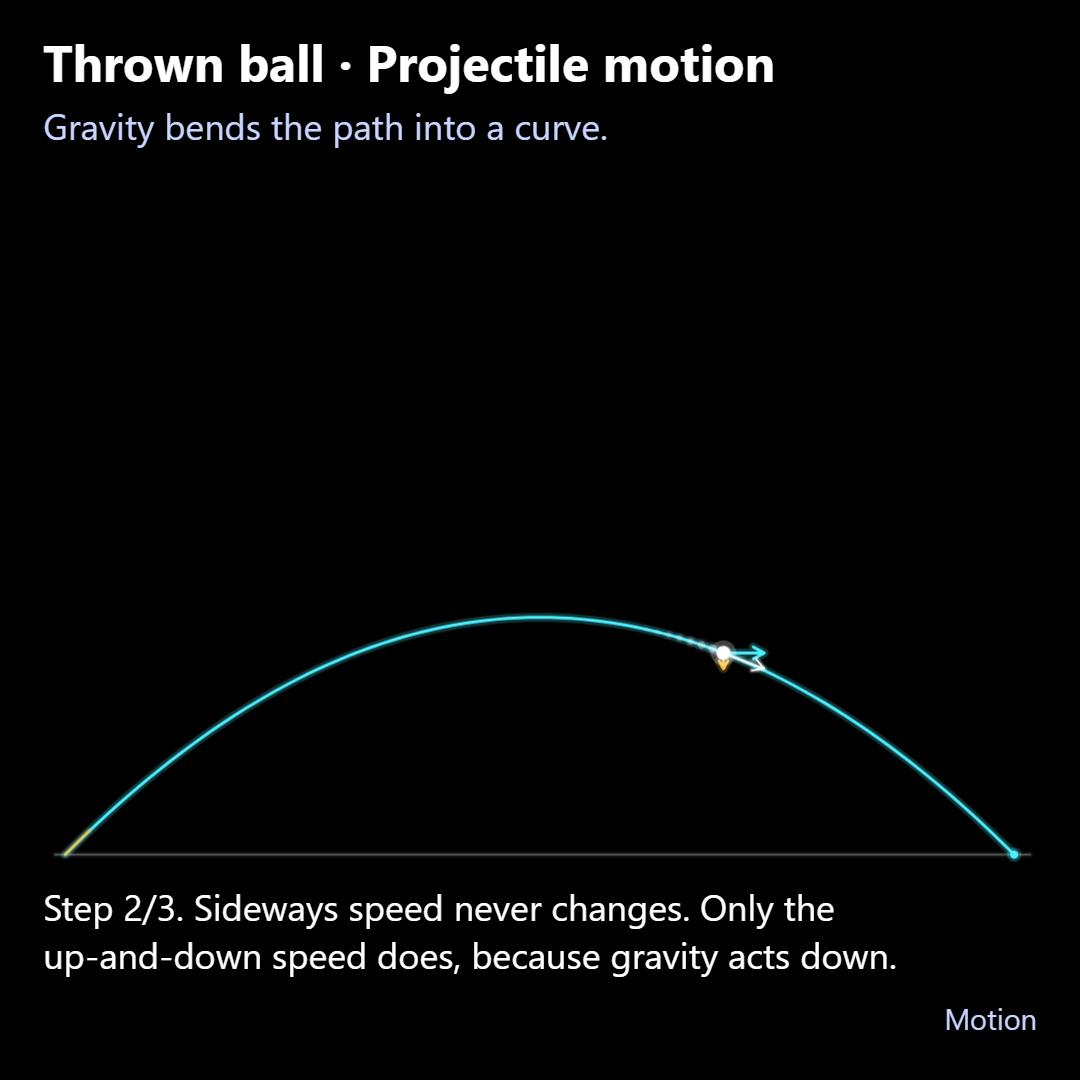 Thrown ball · Projectile motion
Gravity bends the path into a curve.
Step 2/3. Sideways speed never changes. Only the
up-and-down speed does, because gravity acts down.
Motion